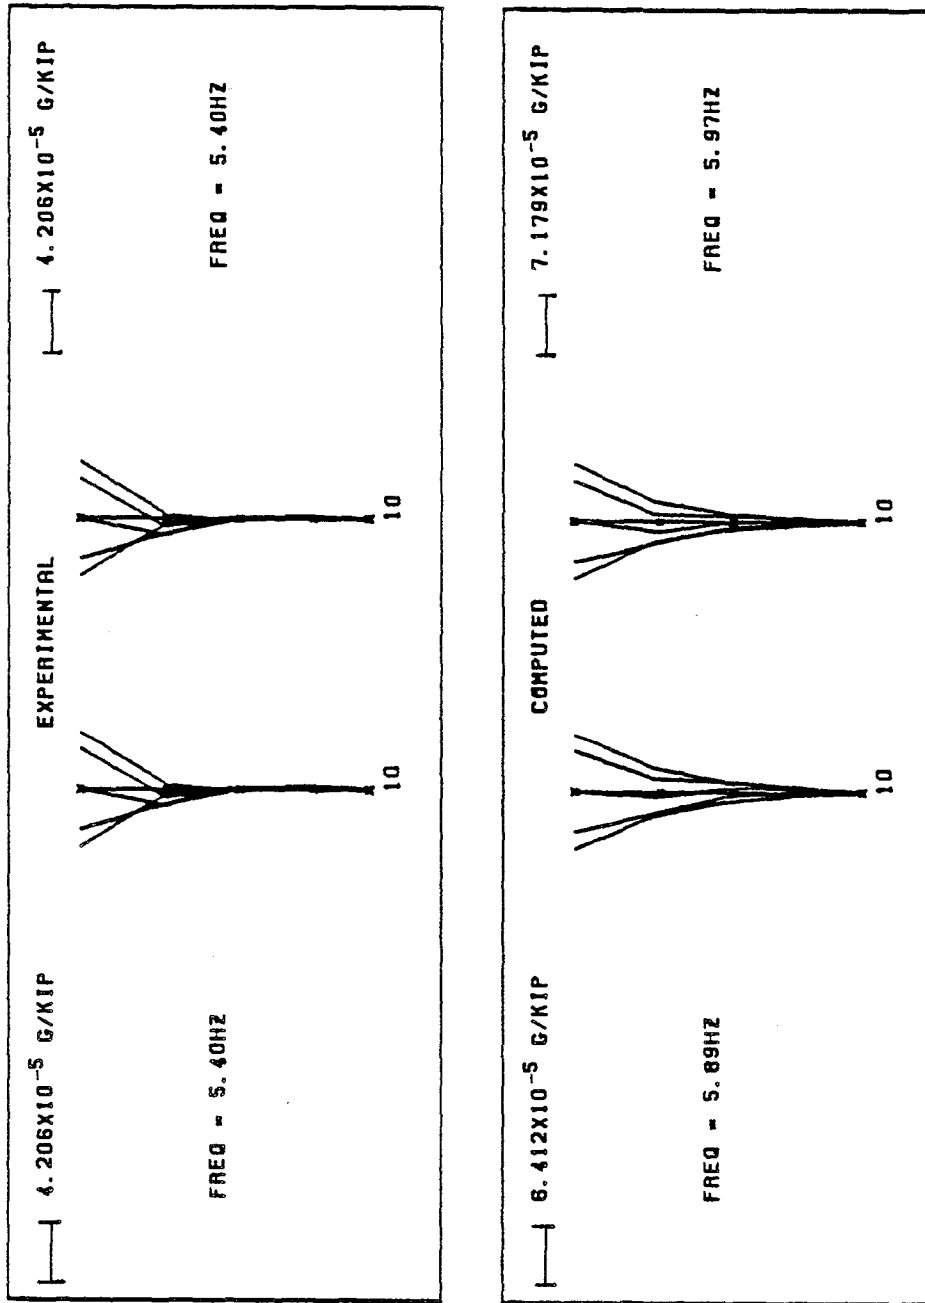 EXPERIMENTAL
4.206X10⁻⁵ G/KIP
4.206X10⁻⁵ G/KIP
FREQ = 5.40HZ
FREQ = 5.40HZ
10
10
COMPUTED
6.412X10⁻⁵ G/KIP
7.179X10⁻⁵ G/KIP
FREQ = 5.89HZ
FREQ = 5.97HZ
10
10